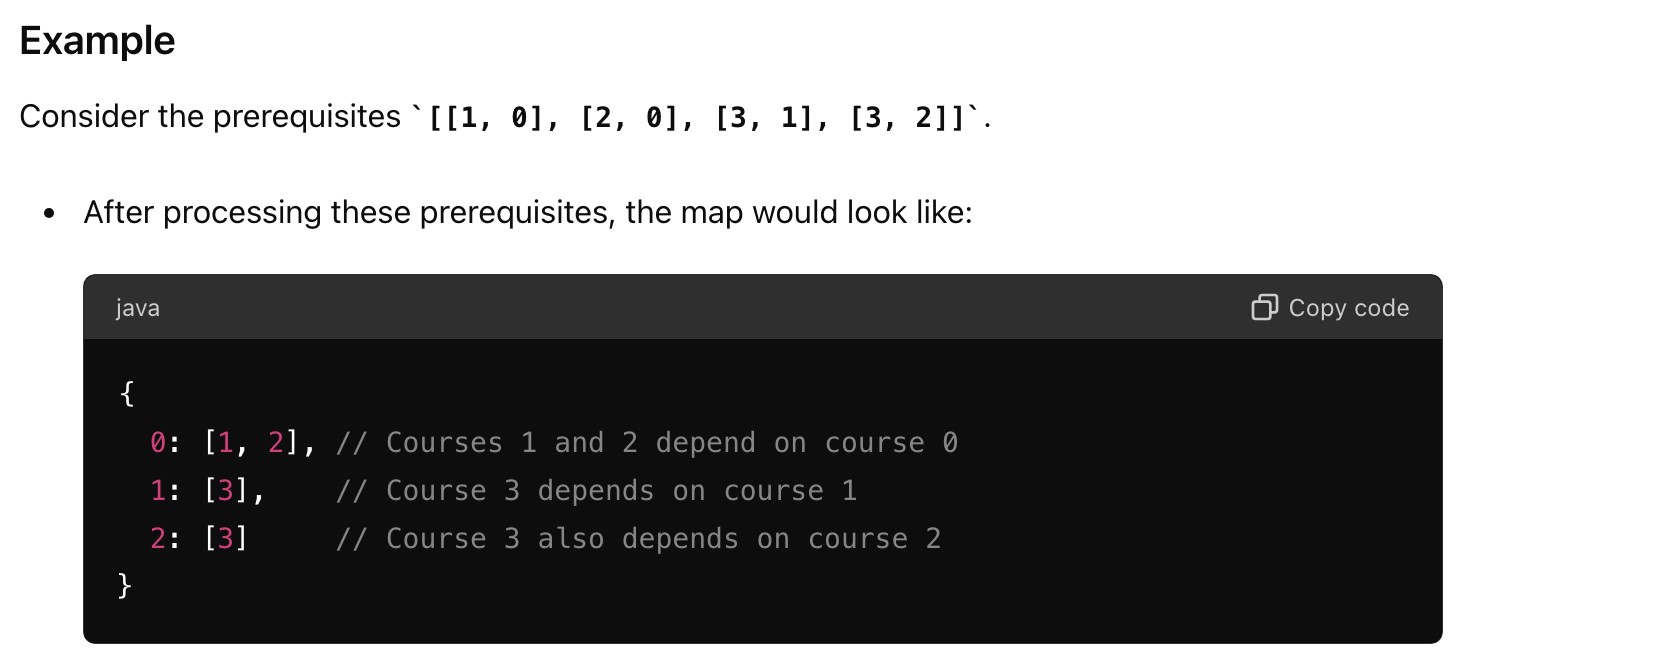 Example
Consider the prerequisites `[[1, 0], [2, 0], [3, 1], [3, 2]]`.
• After processing these prerequisites, the map would look like:
java Copy code
{
  0: [1, 2], // Courses 1 and 2 depend on course 0
  1: [3],    // Course 3 depends on course 1
  2: [3]     // Course 3 also depends on course 2
}